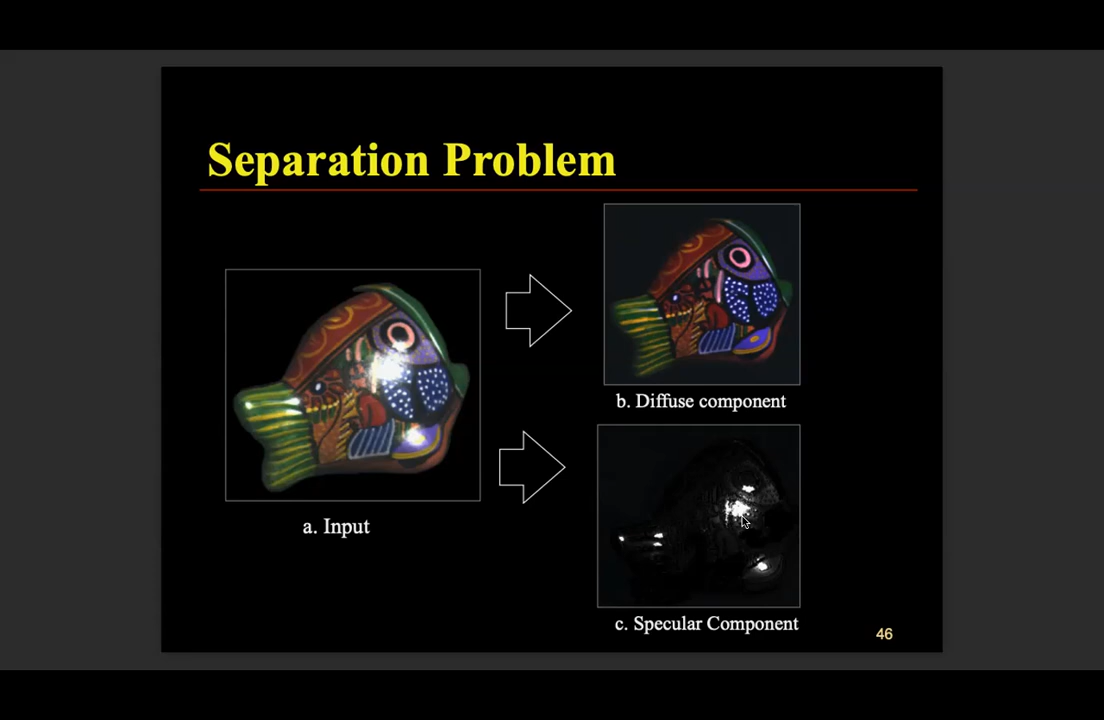 Separation Problem
a. Input
b. Diffuse component
c. Specular Component
46